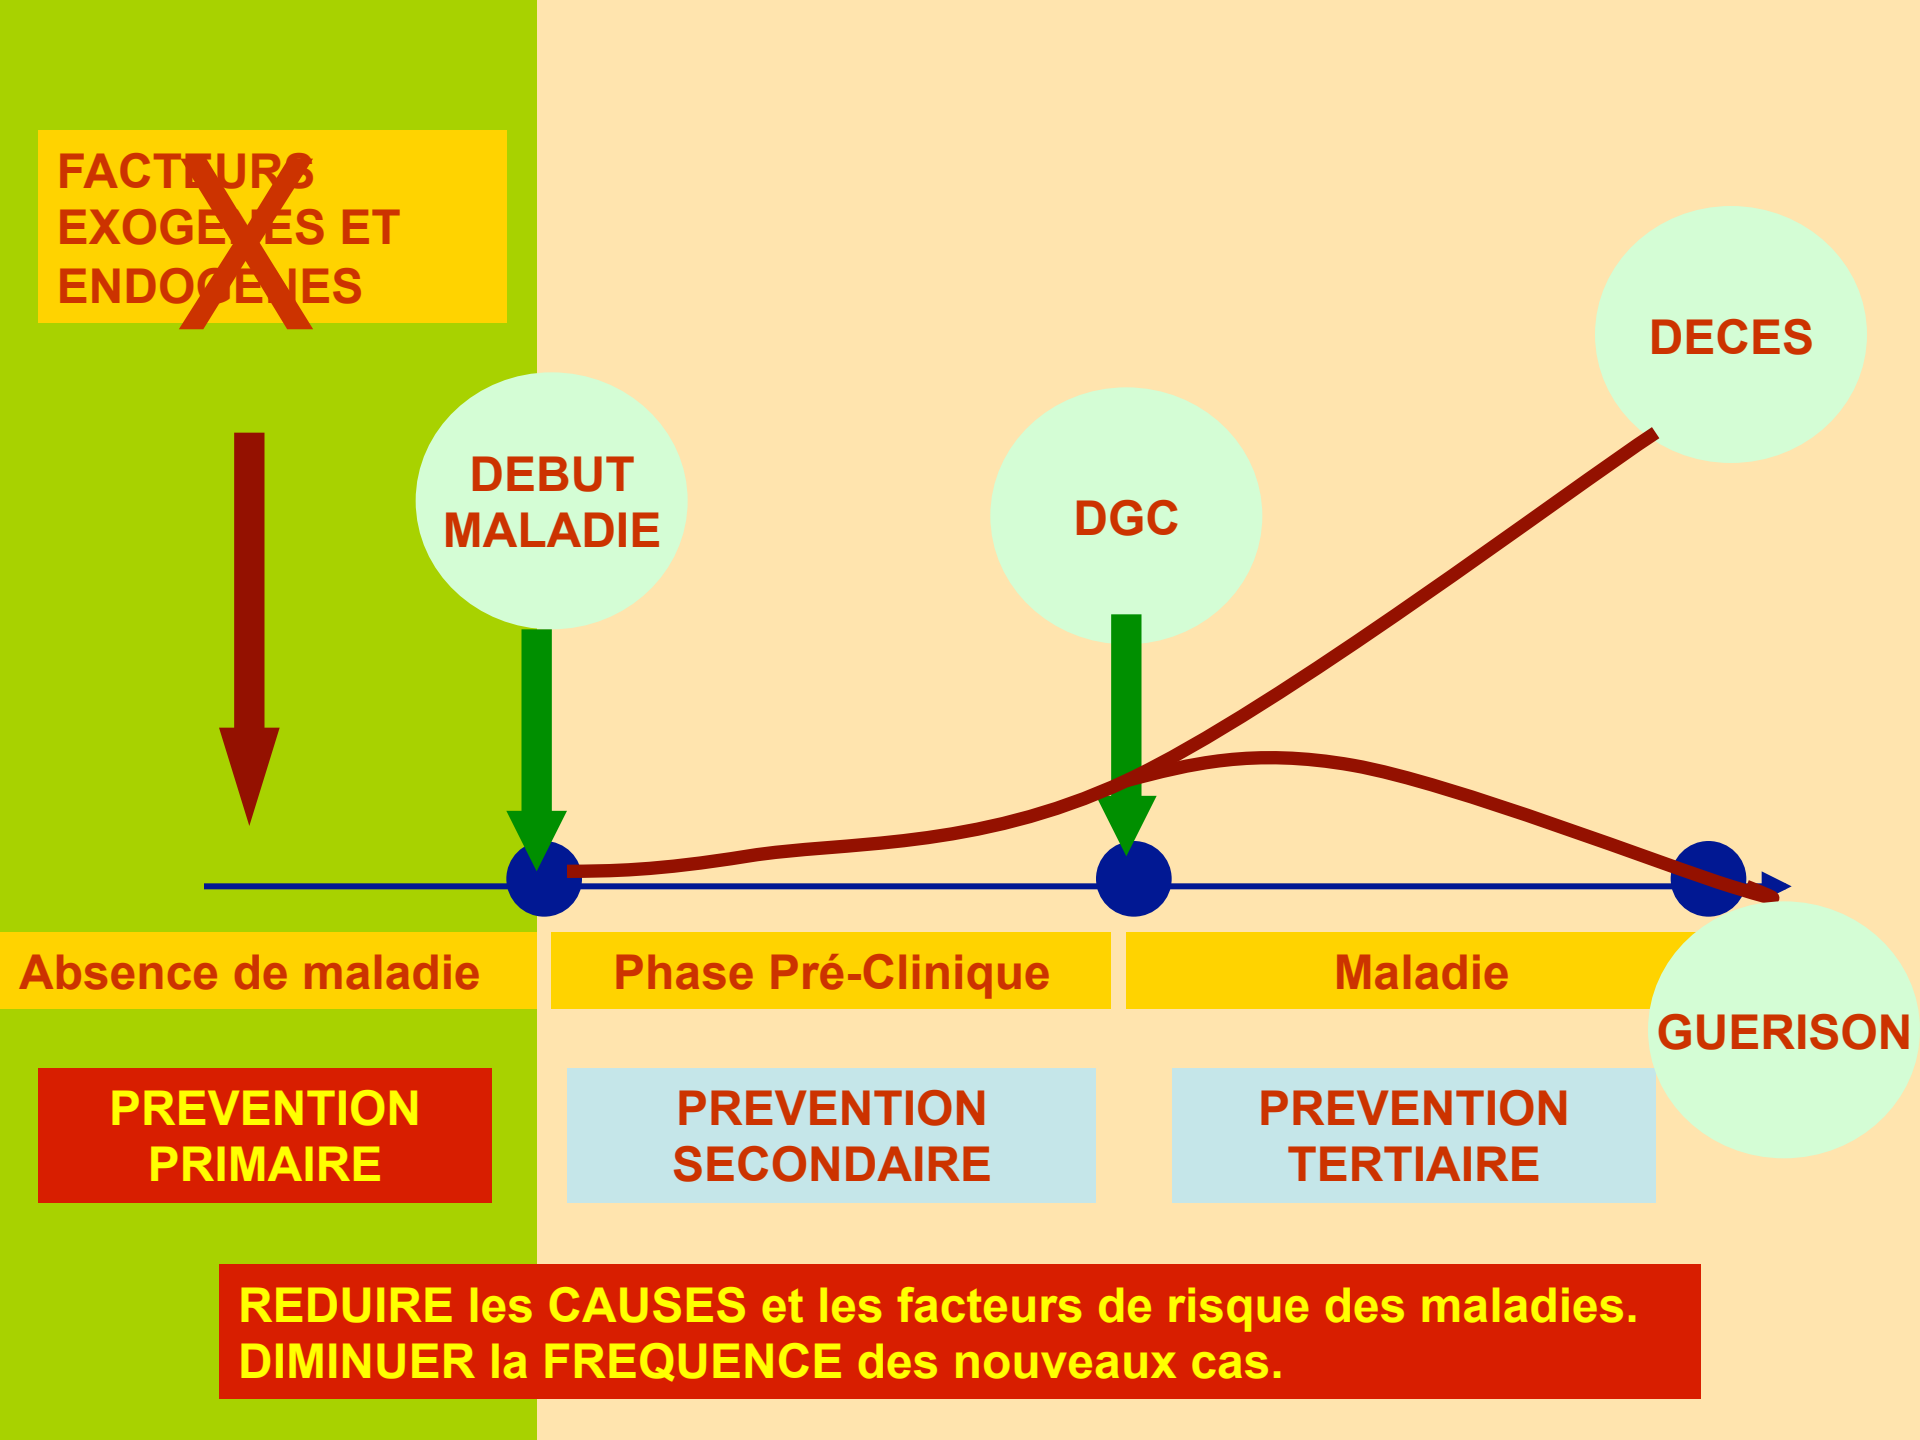 FACTEURS
EXOGENES ET
ENDOGENES
X
DECES
DEBUT
MALADIE
DGC
Absence de maladie
Phase Pré-Clinique
Maladie
GUERISON
PREVENTION
PRIMAIRE
PREVENTION
SECONDAIRE
PREVENTION
TERTIAIRE
REDUIRE les CAUSES et les facteurs de risque des maladies.
DIMINUER la FREQUENCE des nouveaux cas.